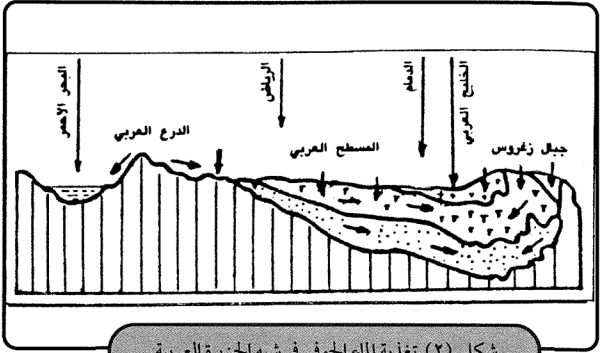 البحر الأحمر
الرياض
الدمام
الخليج العربي
الدرع العربي
المسطح العربي
جبال زغروس
شكل (٢) تغذية الماء الجوفي في شبه الجزيرة العربية